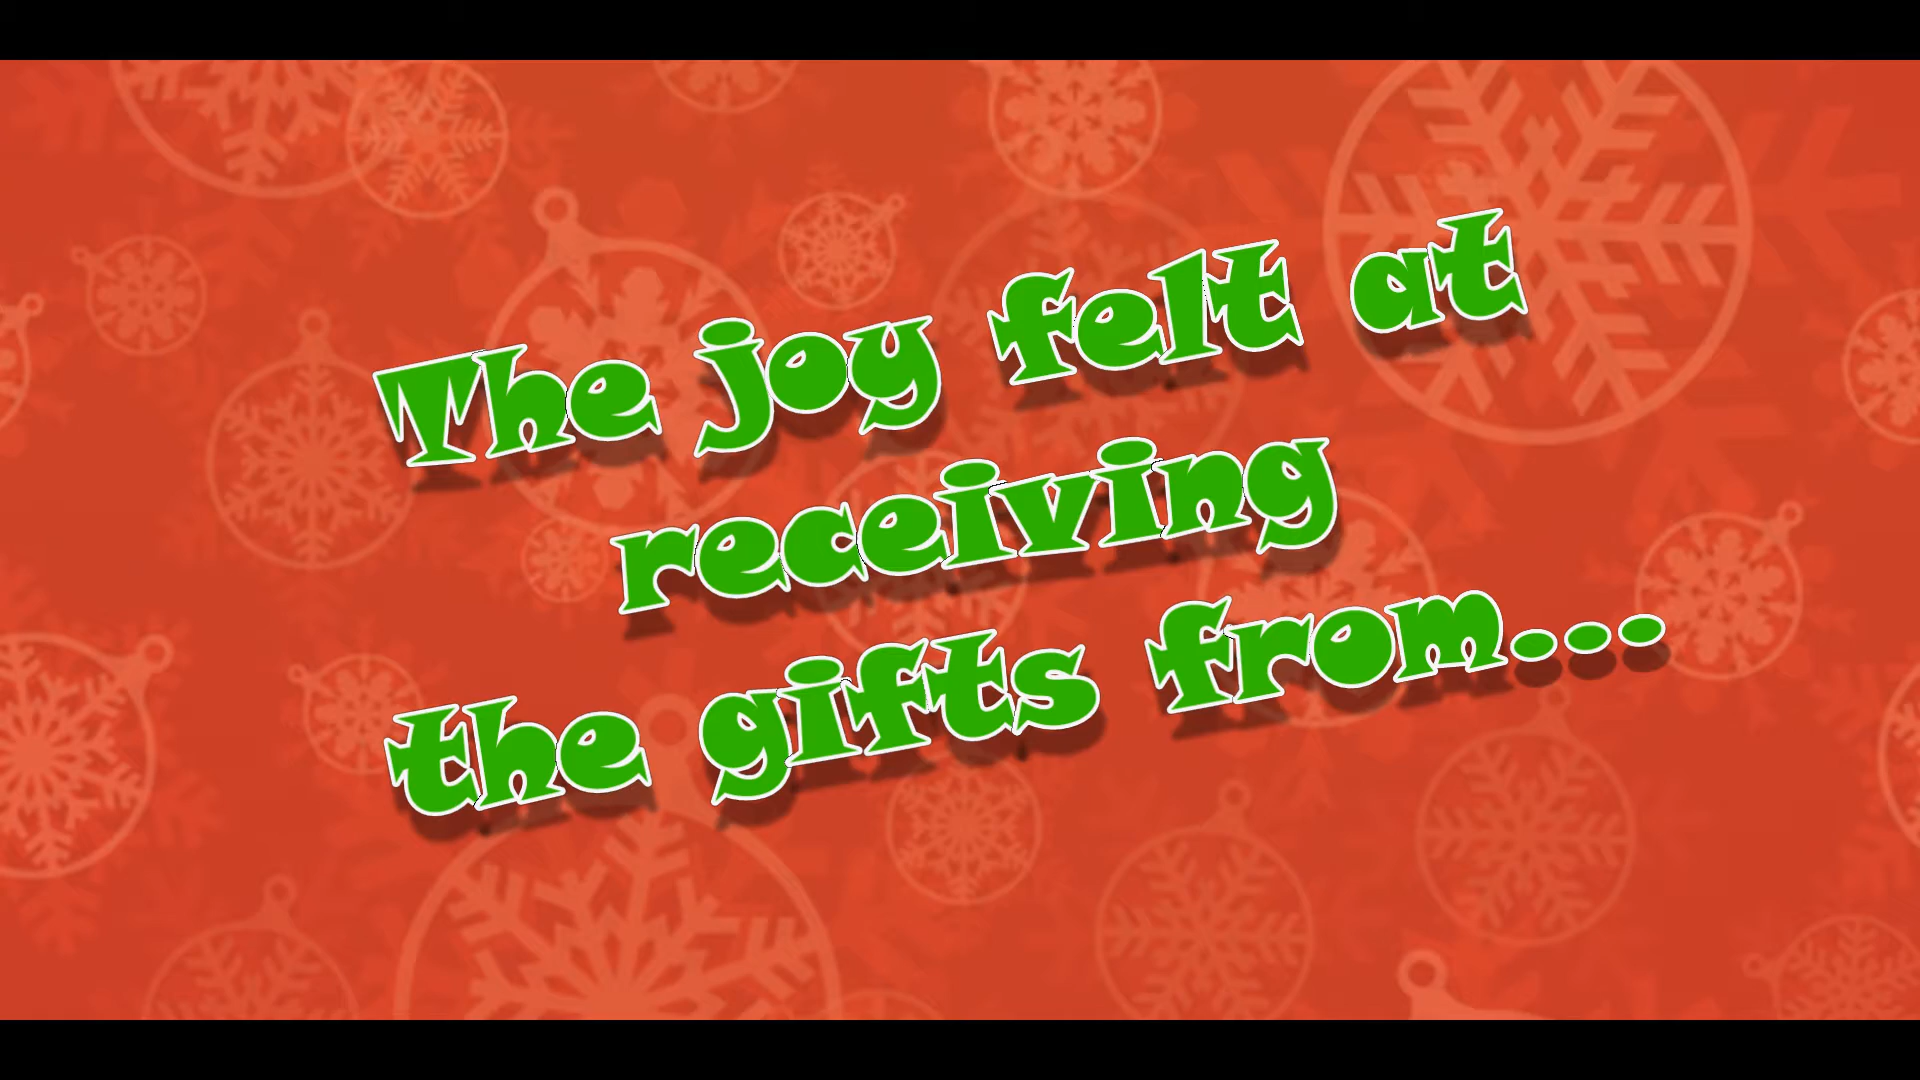 The joy felt at
receiving
the gifts from...